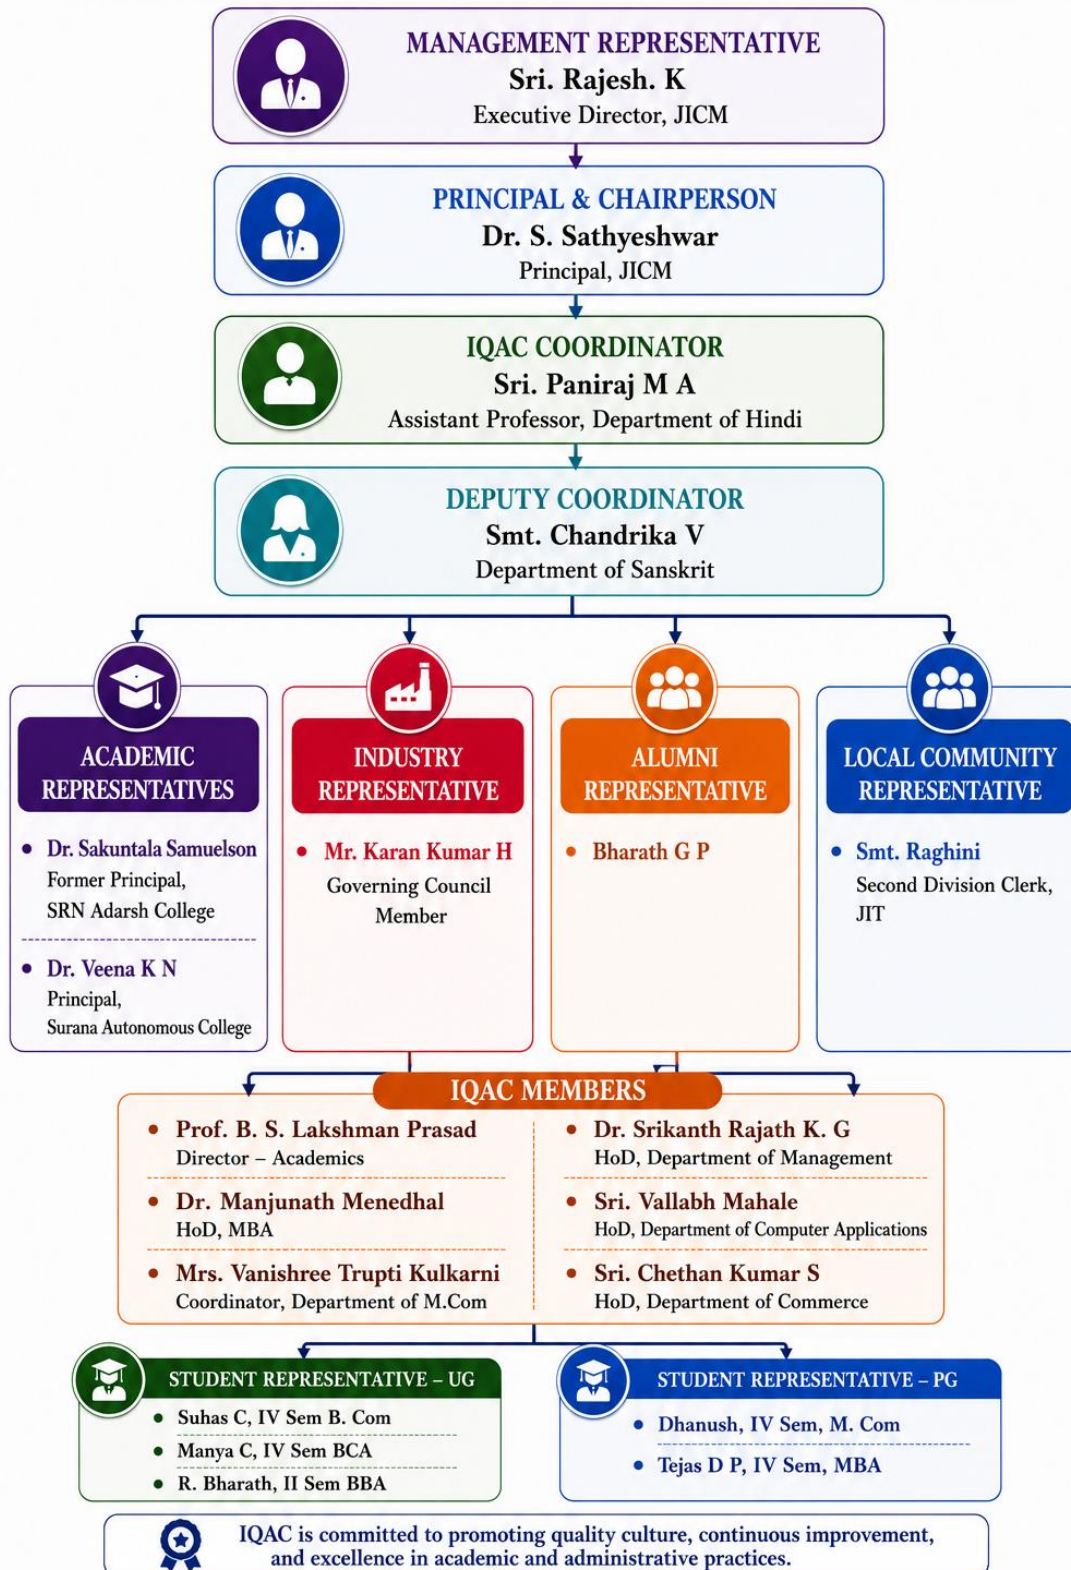 MANAGEMENT REPRESENTATIVE
Sri. Rajesh. K
Executive Director, JICM
PRINCIPAL & CHAIRPERSON
Dr. S. Sathyeshwar
Principal, JICM
IQAC COORDINATOR
Sri. Paniraj M A
Assistant Professor, Department of Hindi
DEPUTY COORDINATOR
Smt. Chandrika V
Department of Sanskrit
ACADEMIC
REPRESENTATIVES
• Dr. Sakuntala Samuelson
Former Principal,
SRN Adarsh College
• Dr. Veena K N
Principal,
Surana Autonomous College
INDUSTRY
REPRESENTATIVE
• Mr. Karan Kumar H
Governing Council
Member
ALUMNI
REPRESENTATIVE
• Bharath G P
LOCAL COMMUNITY
REPRESENTATIVE
• Smt. Raghini
Second Division Clerk,
JIT
IQAC MEMBERS
• Prof. B. S. Lakshman Prasad
Director – Academics
• Dr. Manjunath Menedhal
HoD, MBA
• Mrs. Vanishree Trupti Kulkarni
Coordinator, Department of M.Com
• Dr. Srikanth Rajath K. G
HoD, Department of Management
• Sri. Vallabh Mahale
HoD, Department of Computer Applications
• Sri. Chethan Kumar S
HoD, Department of Commerce
STUDENT REPRESENTATIVE – UG
• Suhas C, IV Sem B. Com
• Manya C, IV Sem BCA
• R. Bharath, II Sem BBA
STUDENT REPRESENTATIVE – PG
• Dhanush, IV Sem, M. Com
• Tejas D P, IV Sem, MBA
IQAC is committed to promoting quality culture, continuous improvement,
and excellence in academic and administrative practices.